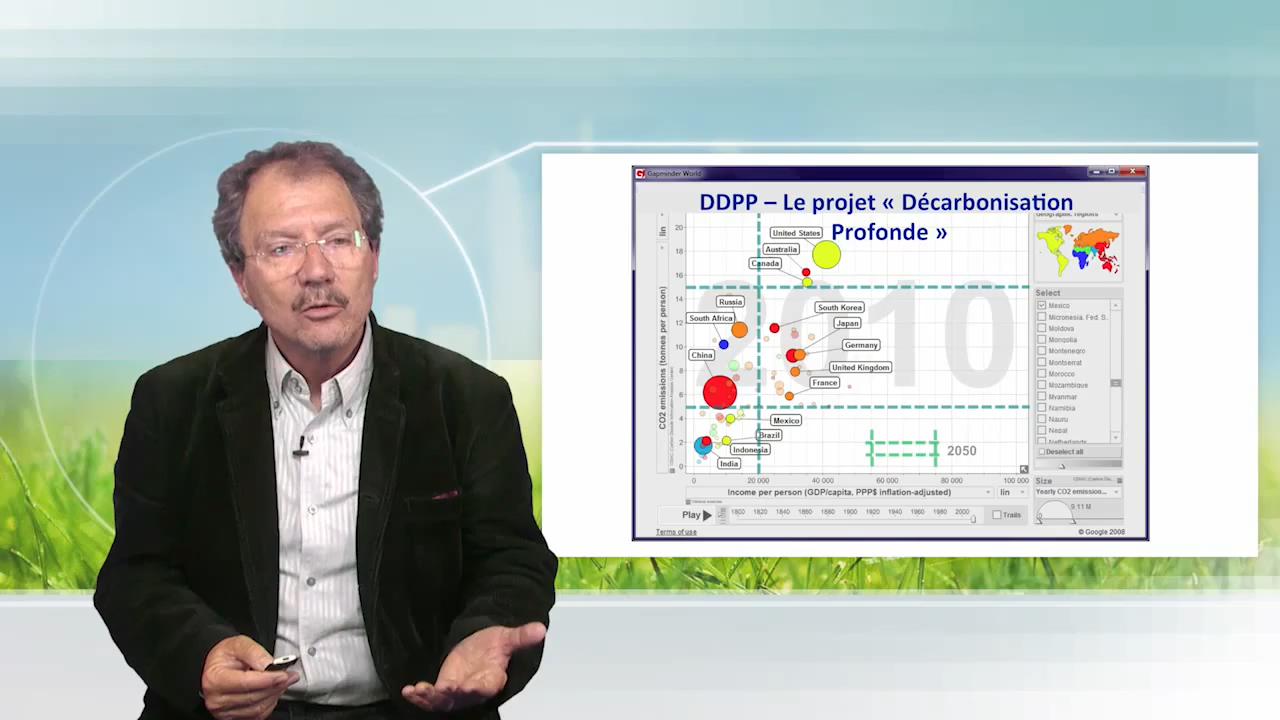 Gapminder World
DDPP – Le projet « Décarbonisation
Profonde »
lin
CO2 emissions (tonnes per person)
20
18
16
14
12
10
8
6
4
2
0
2010
United States
Australia
Canada
Russia
South Africa
China
South Korea
Japan
Germany
United Kingdom
France
Mexico
Brazil
Indonesia
India
2050
0
20 000
40 000
60 000
80 000
100 000
Income per person (GDP/capita, PPP$ inflation-adjusted)
lin
Play
1800 1820 1840 1860 1880 1900 1920 1940 1960 1980 2000
Trails
Terms of use
Geographic regions
Select
Mexico
Micronesia, Fed. S.
Moldova
Mongolia
Montenegro
Montserrat
Morocco
Mozambique
Myanmar
Namibia
Nauru
Nepal
Netherlands
Deselect all
Size
Yearly CO2 emission...
9.11 M
© Google 2008